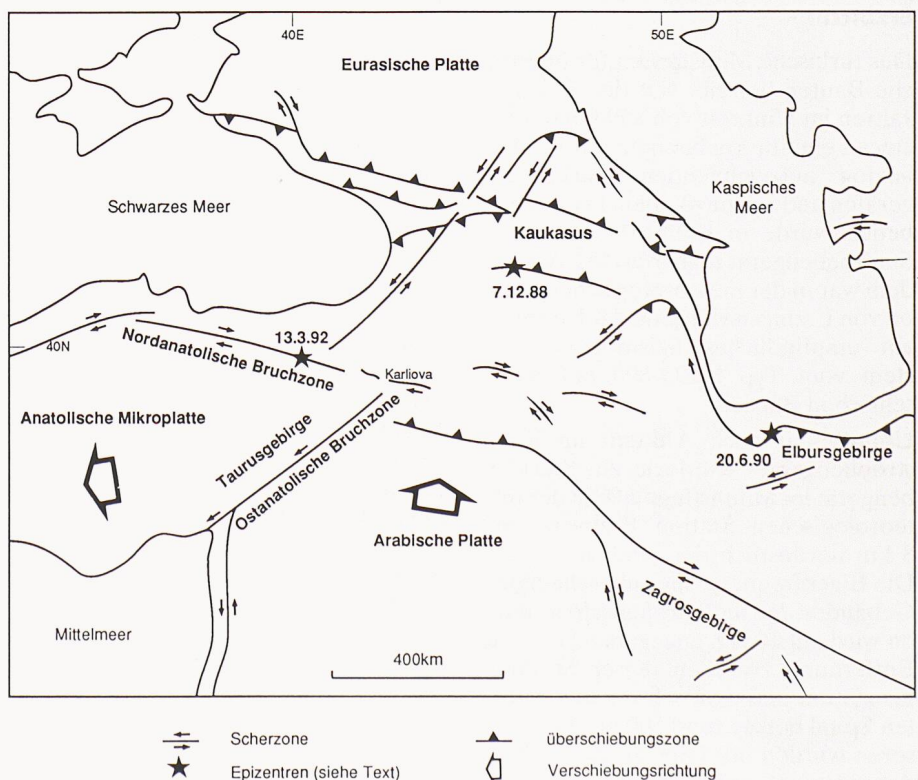 40E
50E
Eurasische Platte
Schwarzes Meer
Kaspisches
Meer
Kaukasus
7.12.88
13.3.92
40N
Nordanatolische Bruchzone
Karliova
Anatolische Mikroplatte
Taurusgebirge
Ostanatolische Bruchzone
20.6.90
Elbursgebirge
Arabische Platte
Zagrosgebirge
Mittelmeer
400km
Scherzone
überschiebungszone
Epizentren (siehe Text)
Verschiebungsrichtung